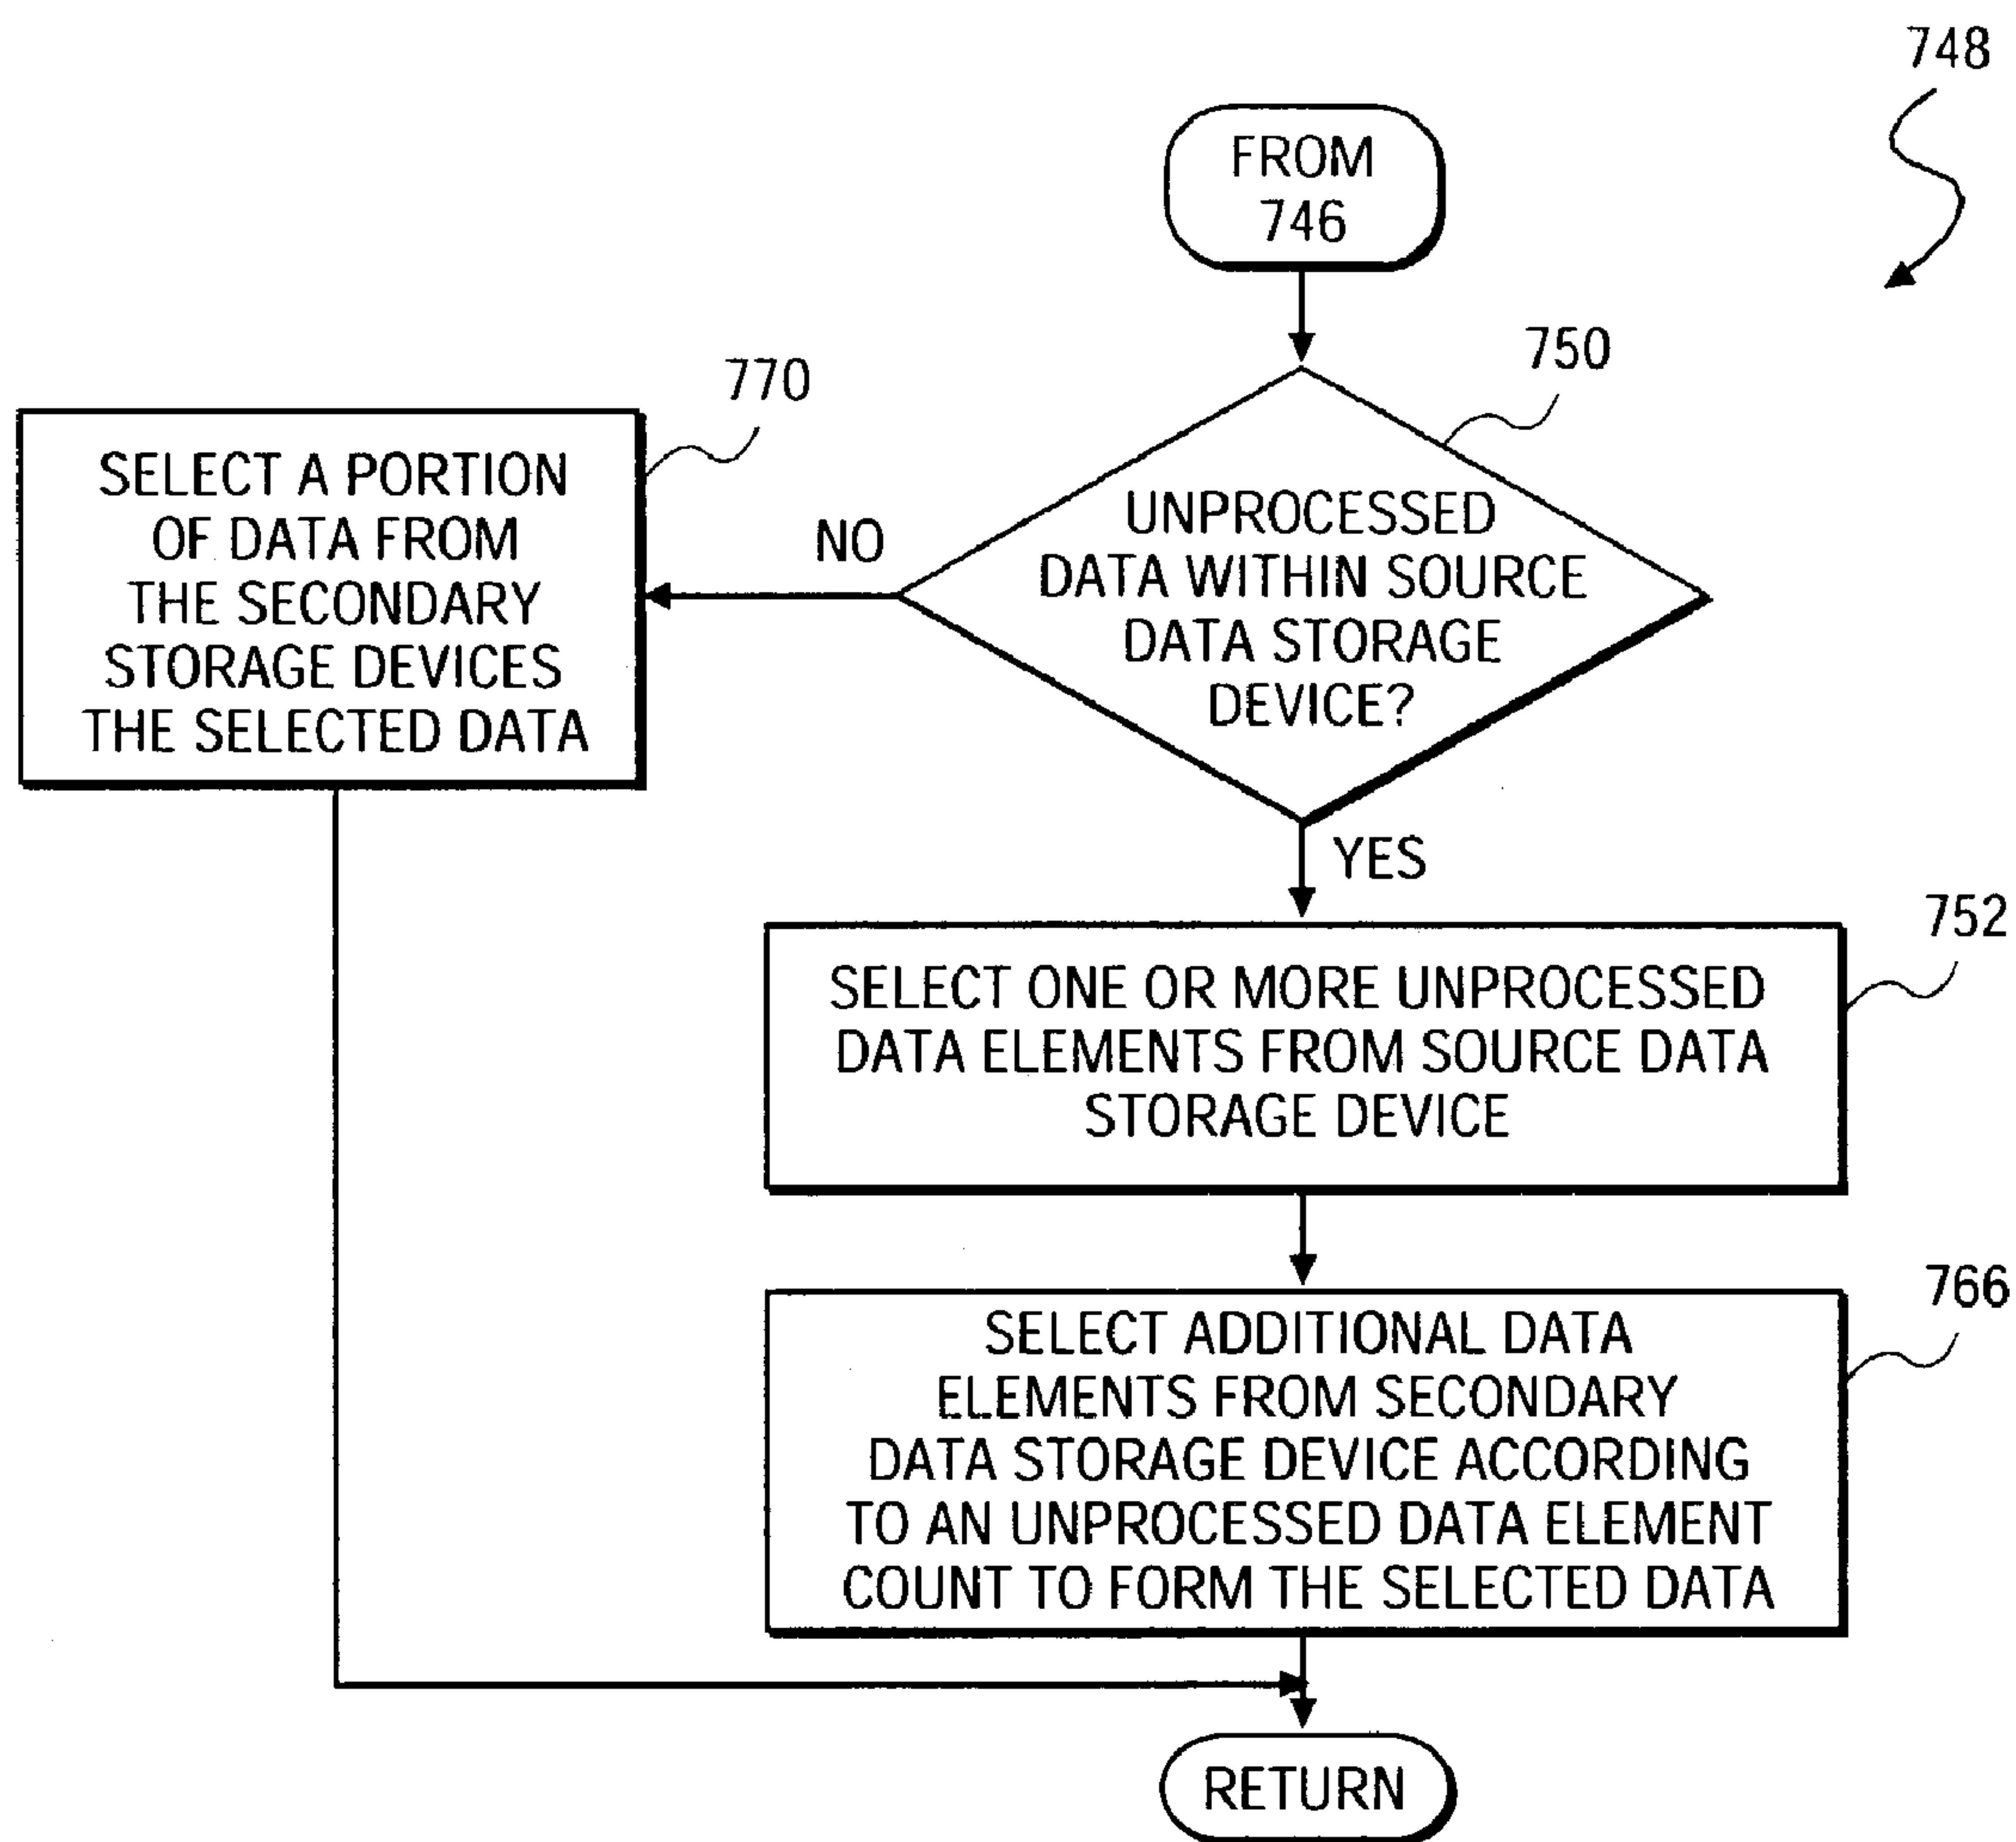 748
FROM
746
750
UNPROCESSED
DATA WITHIN SOURCE
DATA STORAGE
DEVICE?
NO
770
SELECT A PORTION
OF DATA FROM
THE SECONDARY
STORAGE DEVICES
THE SELECTED DATA
YES
752
SELECT ONE OR MORE UNPROCESSED
DATA ELEMENTS FROM SOURCE DATA
STORAGE DEVICE
766
SELECT ADDITIONAL DATA
ELEMENTS FROM SECONDARY
DATA STORAGE DEVICE ACCORDING
TO AN UNPROCESSED DATA ELEMENT
COUNT TO FORM THE SELECTED DATA
RETURN